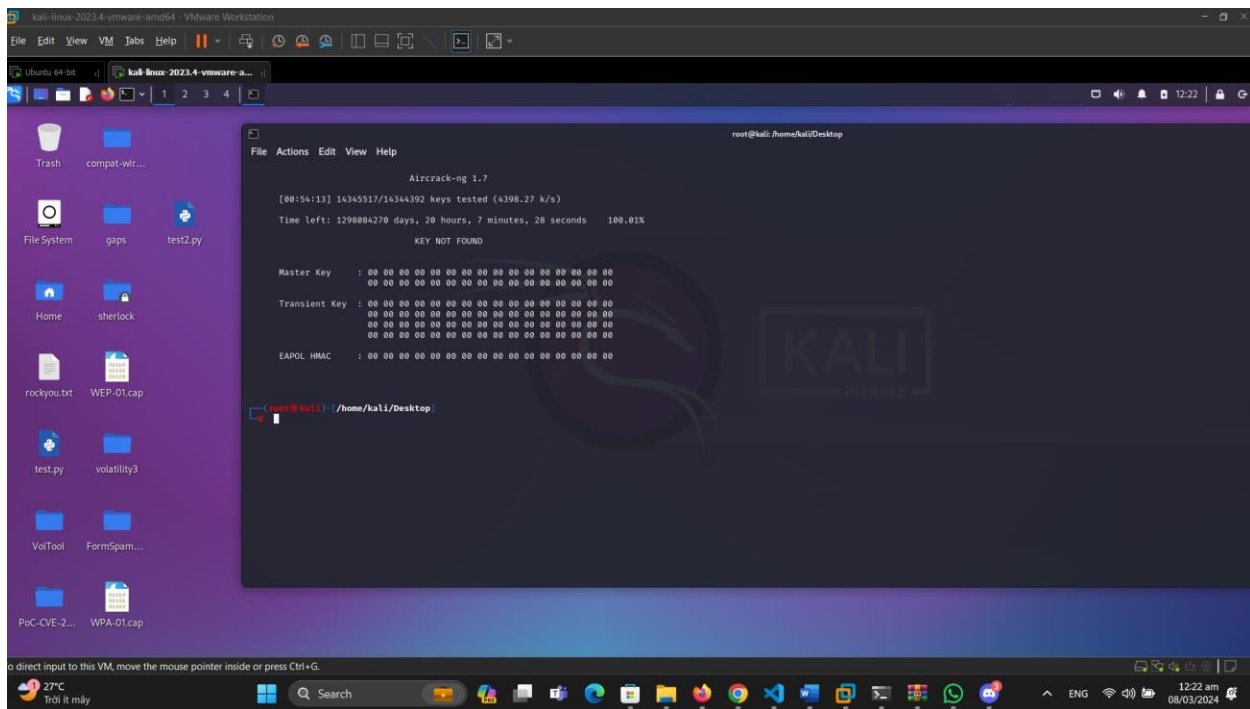 kali-linux-2023.4-vmware-amd64 - VMware Workstation
File Edit View VM Tabs Help
Ubuntu 64-bit kali-linux-2023.4-vmware-a...
1 2 3 4 12:22
root@kali: /home/kali/Desktop
File Actions Edit View Help
Aircrack-ng 1.7
[00:54:13] 14345517/14344392 keys tested (4398.27 k/s)
Time left: 1298084270 days, 20 hours, 7 minutes, 28 seconds 100.01%
KEY NOT FOUND
Master Key : 00 00 00 00 00 00 00 00 00 00 00 00 00 00 00 00
00 00 00 00 00 00 00 00 00 00 00 00 00 00 00 00
Transient Key : 00 00 00 00 00 00 00 00 00 00 00 00 00 00 00 00
00 00 00 00 00 00 00 00 00 00 00 00 00 00 00 00
00 00 00 00 00 00 00 00 00 00 00 00 00 00 00 00
00 00 00 00 00 00 00 00 00 00 00 00 00 00 00 00
EAPOL HMAC : 00 00 00 00 00 00 00 00 00 00 00 00 00 00 00 00
(root@kali)-[/home/kali/Desktop]
#
KALI
PURPLE
Trash compat-wir...
File System gaps test2.py
Home sherlock
rockyou.txt WEP-01.cap
test.py volatility3
VolTool FormSpam...
PoC-CVE-2... WPA-01.cap
o direct input to this VM, move the mouse pointer inside or press Ctrl+G.
1 27°C
Trời ít mây
Search
ENG 12:22 am
08/03/2024